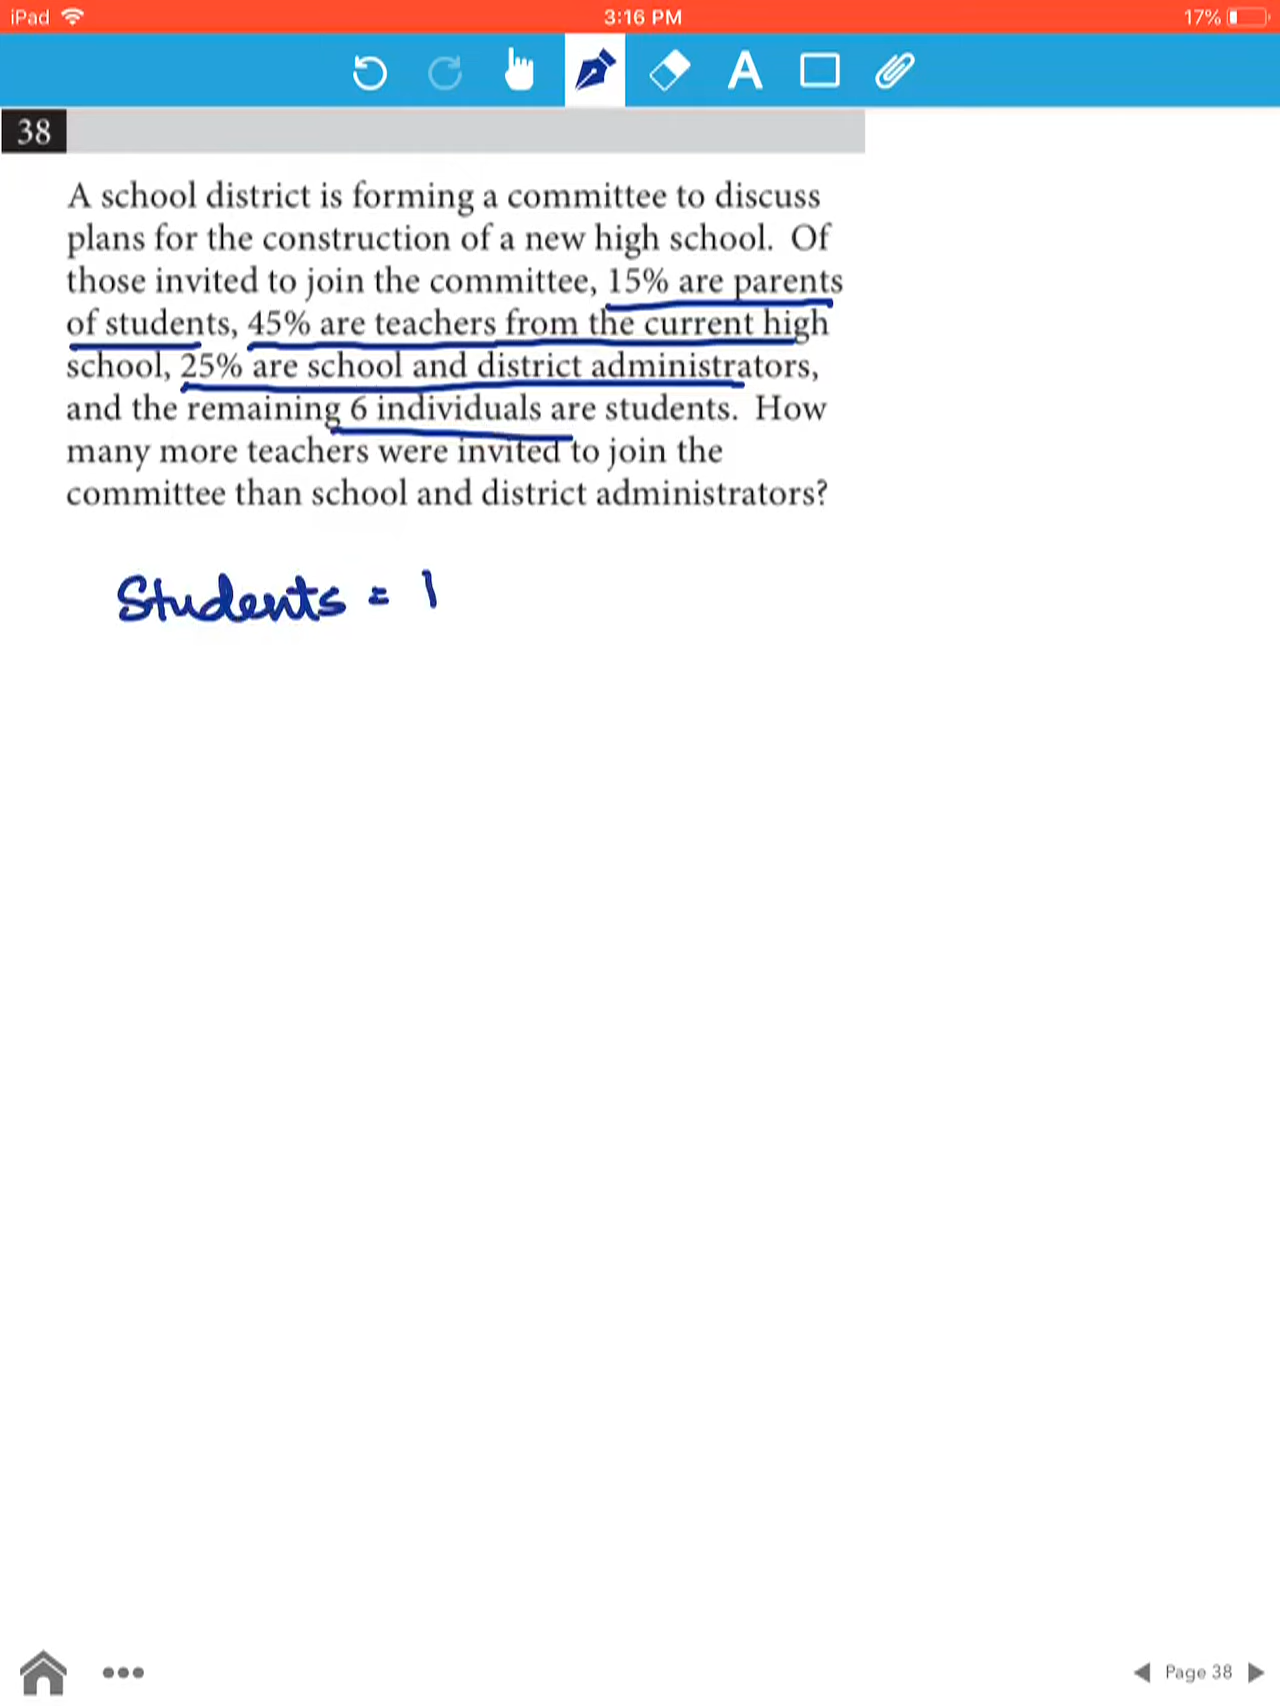 iPad 3:16 PM 17%
A
38
A school district is forming a committee to discuss
plans for the construction of a new high school. Of
those invited to join the committee, 15% are parents
of students, 45% are teachers from the current high
school, 25% are school and district administrators,
and the remaining 6 individuals are students. How
many more teachers were invited to join the
committee than school and district administrators?
Students = 1
Page 38